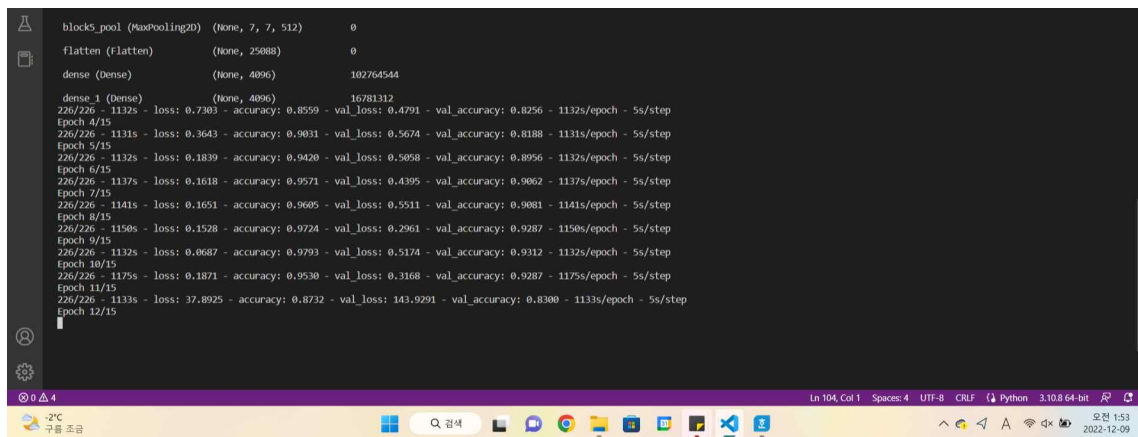 block5_pool (MaxPooling2D)  (None, 7, 7, 512)  0
flatten (Flatten)  (None, 25088)  0
dense (Dense)  (None, 4096)  102764544
dense_1 (Dense)  (None, 4096)  16781312
226/226 - 1132s - loss: 0.7303 - accuracy: 0.8559 - val_loss: 0.4791 - val_accuracy: 0.8256 - 1132s/epoch - 5s/step
Epoch 4/15
226/226 - 1131s - loss: 0.3643 - accuracy: 0.9031 - val_loss: 0.5674 - val_accuracy: 0.8188 - 1131s/epoch - 5s/step
Epoch 5/15
226/226 - 1132s - loss: 0.1839 - accuracy: 0.9420 - val_loss: 0.5058 - val_accuracy: 0.8956 - 1132s/epoch - 5s/step
Epoch 6/15
226/226 - 1137s - loss: 0.1618 - accuracy: 0.9571 - val_loss: 0.4395 - val_accuracy: 0.9062 - 1137s/epoch - 5s/step
Epoch 7/15
226/226 - 1141s - loss: 0.1651 - accuracy: 0.9605 - val_loss: 0.5511 - val_accuracy: 0.9081 - 1141s/epoch - 5s/step
Epoch 8/15
226/226 - 1150s - loss: 0.1528 - accuracy: 0.9724 - val_loss: 0.2961 - val_accuracy: 0.9287 - 1150s/epoch - 5s/step
Epoch 9/15
226/226 - 1132s - loss: 0.0687 - accuracy: 0.9793 - val_loss: 0.5174 - val_accuracy: 0.9312 - 1132s/epoch - 5s/step
Epoch 10/15
226/226 - 1175s - loss: 0.1871 - accuracy: 0.9530 - val_loss: 0.3168 - val_accuracy: 0.9287 - 1175s/epoch - 5s/step
Epoch 11/15
226/226 - 1133s - loss: 37.8925 - accuracy: 0.8732 - val_loss: 143.9291 - val_accuracy: 0.8300 - 1133s/epoch - 5s/step
Epoch 12/15
0 4 Ln 104, Col 1 Spaces: 4 UTF-8 CRLF Python 3.10.8 64-bit
-2°C
구름 조금
검색
A
오전 1:53
2022-12-09